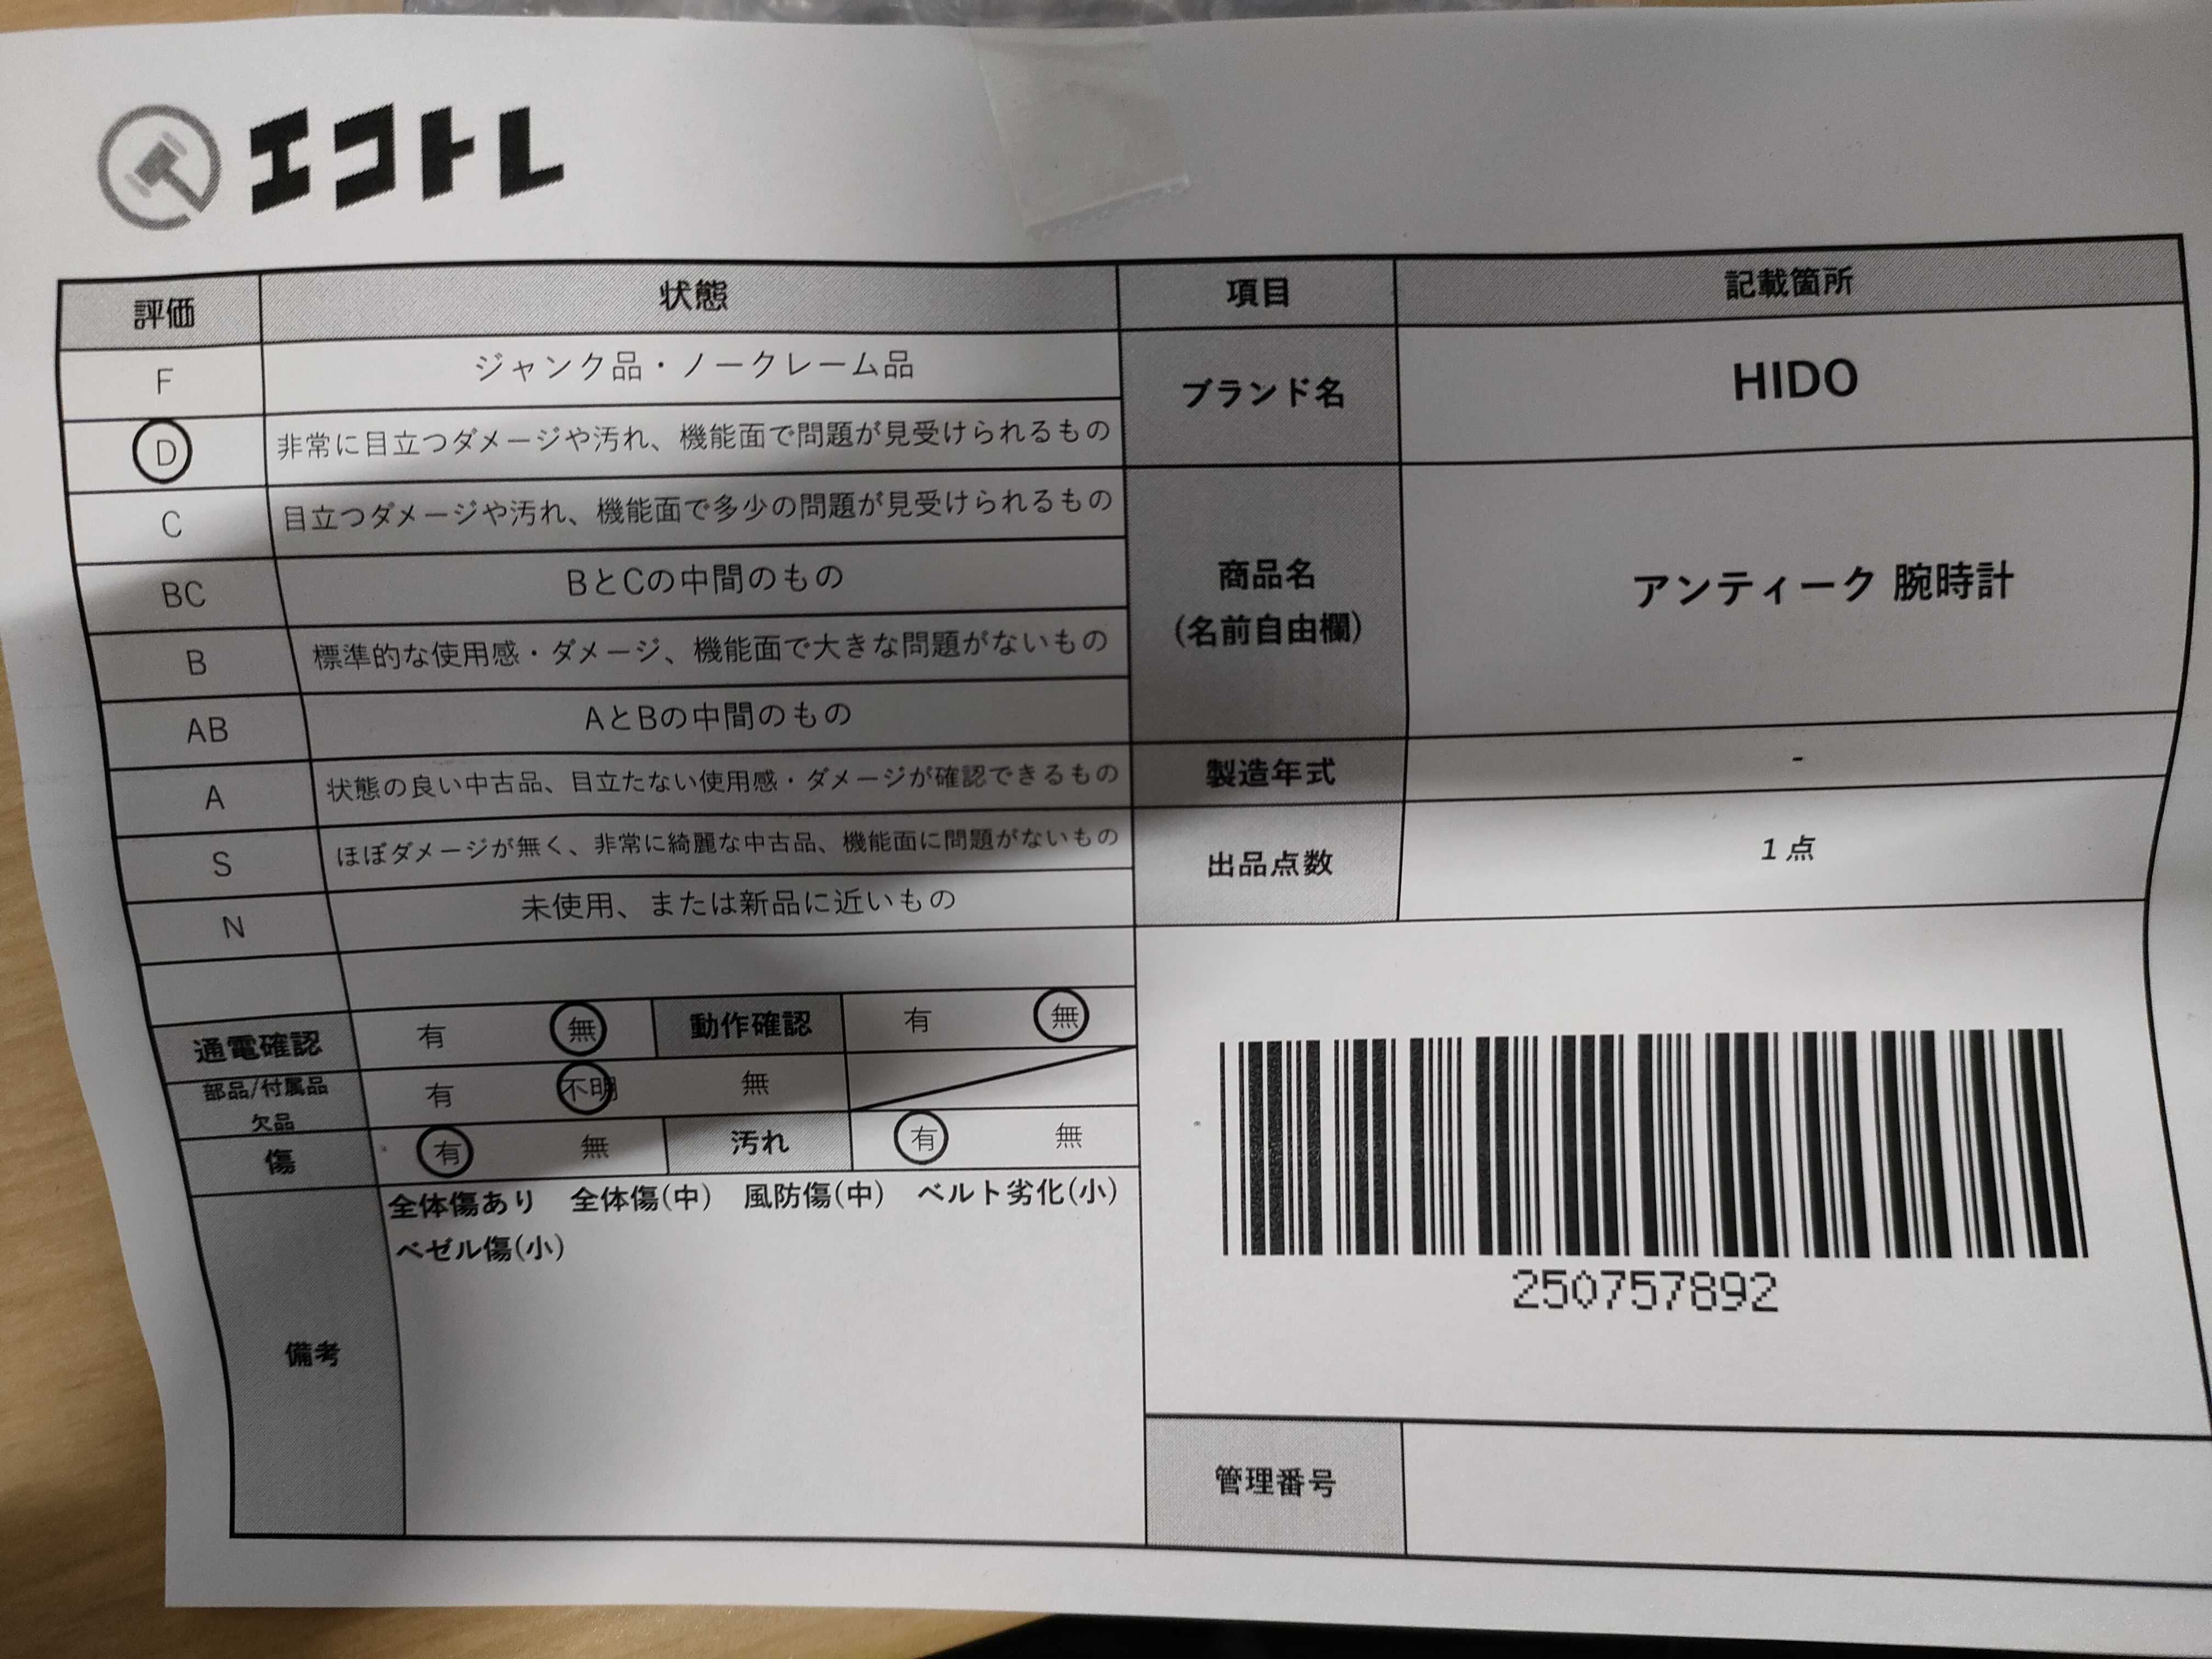 エコトレ
評価 状態 項目 記載箇所
F ジャンク品・ノークレーム品
D 非常に目立つダメージや汚れ、機能面で問題が見受けられるもの
C 目立つダメージや汚れ、機能面で多少の問題が見受けられるもの
BC BとCの中間のもの
B 標準的な使用感・ダメージ、機能面で大きな問題がないもの
AB AとBの中間のもの
A 状態の良い中古品、目立たない使用感・ダメージが確認できるもの
S ほぼダメージが無く、非常に綺麗な中古品、機能面に問題がないもの
N 未使用、または新品に近いもの
通電確認 有 無 動作確認 有 無
部品/付属品
欠品 有 不明 無
傷 有 無 汚れ 有 無
備考
全体傷あり 全体傷(中) 風防傷(中) ベルト劣化(小)
ベゼル傷(小)
ブランド名 HIDO
商品名
(名前自由欄)
アンティーク 腕時計
製造年式 -
出品点数 1点
250757892
管理番号